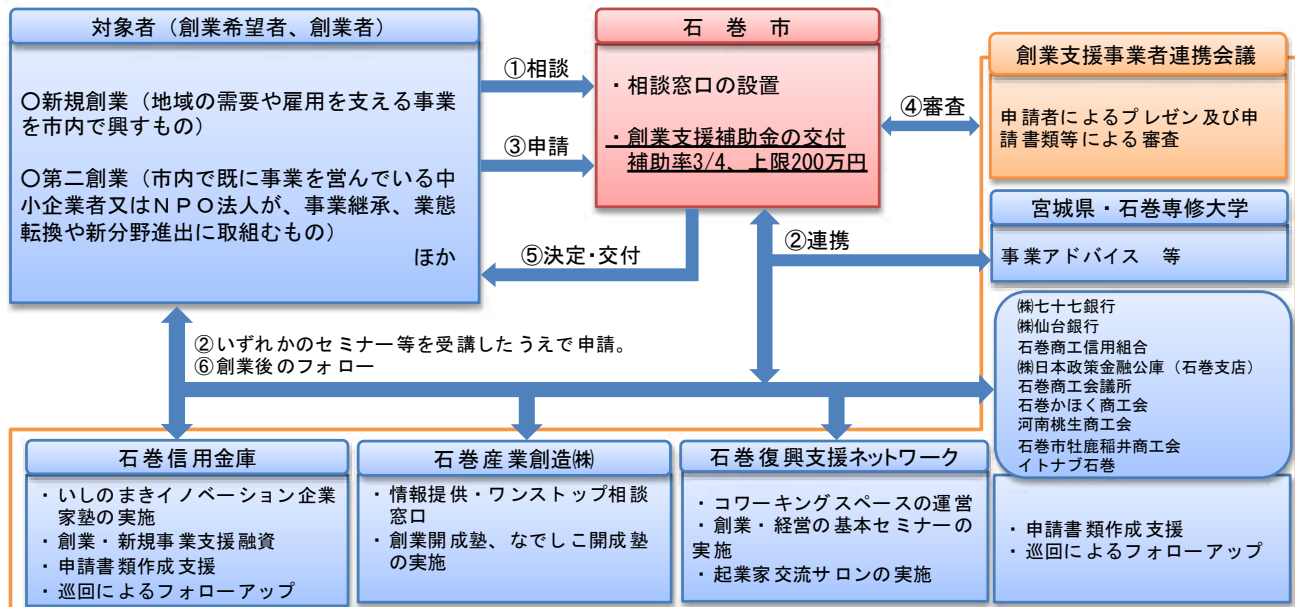 対象者（創業希望者、創業者）
〇新規創業（地域の需要や雇用を支える事業
を市内で興すもの）
〇第二創業（市内で既に事業を営んでいる中
小企業者又はＮＰＯ法人が、事業継承、業態
転換や新分野進出に取組むもの）
ほか
①相談
③申請
⑤決定・交付
石　巻　市
・相談窓口の設置
・創業支援補助金の交付
補助率3/4、上限200万円
④審査
②連携
創業支援事業者連携会議
申請者によるプレゼン及び申
請書類等による審査
宮城県・石巻専修大学
事業アドバイス　等
㈱七十七銀行
㈱仙台銀行
石巻商工信用組合
㈱日本政策金融公庫（石巻支店）
石巻商工会議所
石巻かほく商工会
河南桃生商工会
石巻市牡鹿稲井商工会
イトナブ石巻
・申請書類作成支援
・巡回によるフォローアップ
②いずれかのセミナー等を受講したうえで申請。
⑥創業後のフォロー
石巻信用金庫
・いしのまきイノベーション企業
家塾の実施
・創業・新規事業支援融資
・申請書類作成支援
・巡回によるフォローアップ
石巻産業創造㈱
・情報提供・ワンストップ相談
窓口
・創業開成塾、なでしこ開成塾
の実施
石巻復興支援ネットワーク
・コワーキングスペースの運営
・創業・経営の基本セミナーの
実施
・起業家交流サロンの実施